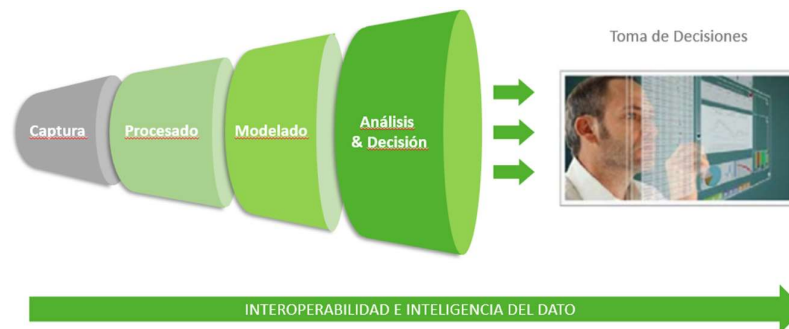 Toma de Decisiones
Captura
Procesado
Modelado
Análisis
& Decisión
INTEROPERABILIDAD E INTELIGENCIA DEL DATO